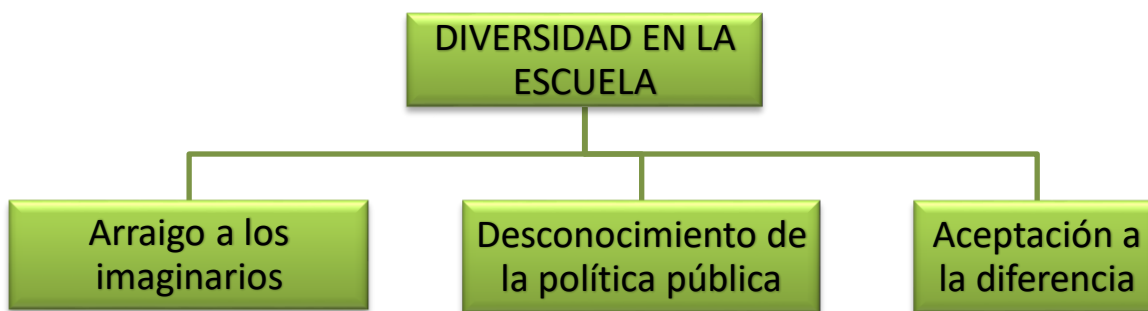 DIVERSIDAD EN LA
ESCUELA
Arraigo a los
imaginarios
Desconocimiento de
la política pública
Aceptación a
la diferencia